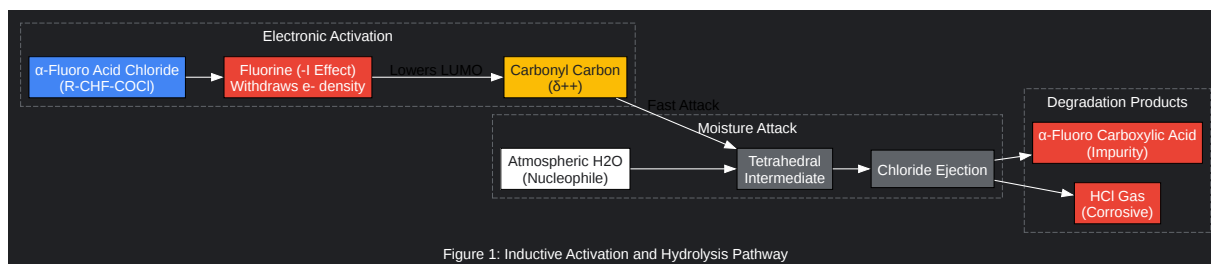 Electronic Activation
α-Fluoro Acid Chloride
(R-CHF-COCl)
Fluorine (-I Effect)
Withdraws e- density
Lowers LUMO
Carbonyl Carbon
(δ++)
Fast Attack
Moisture Attack
Atmospheric H2O
(Nucleophile)
Tetrahedral
Intermediate
Chloride Ejection
Degradation Products
α-Fluoro Carboxylic Acid
(Impurity)
HCl Gas
(Corrosive)
Figure 1: Inductive Activation and Hydrolysis Pathway